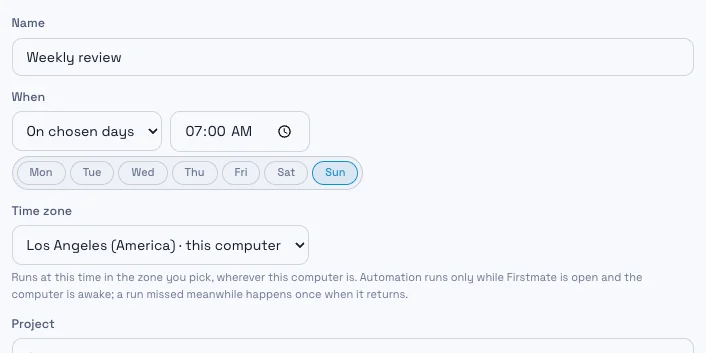 Name
Weekly review
When
On chosen days 07:00 AM
Mon Tue Wed Thu Fri Sat Sun
Time zone
Los Angeles (America) · this computer
Runs at this time in the zone you pick, wherever this computer is. Automation runs only while Firstmate is open and the
computer is awake; a run missed meanwhile happens once when it returns.
Project